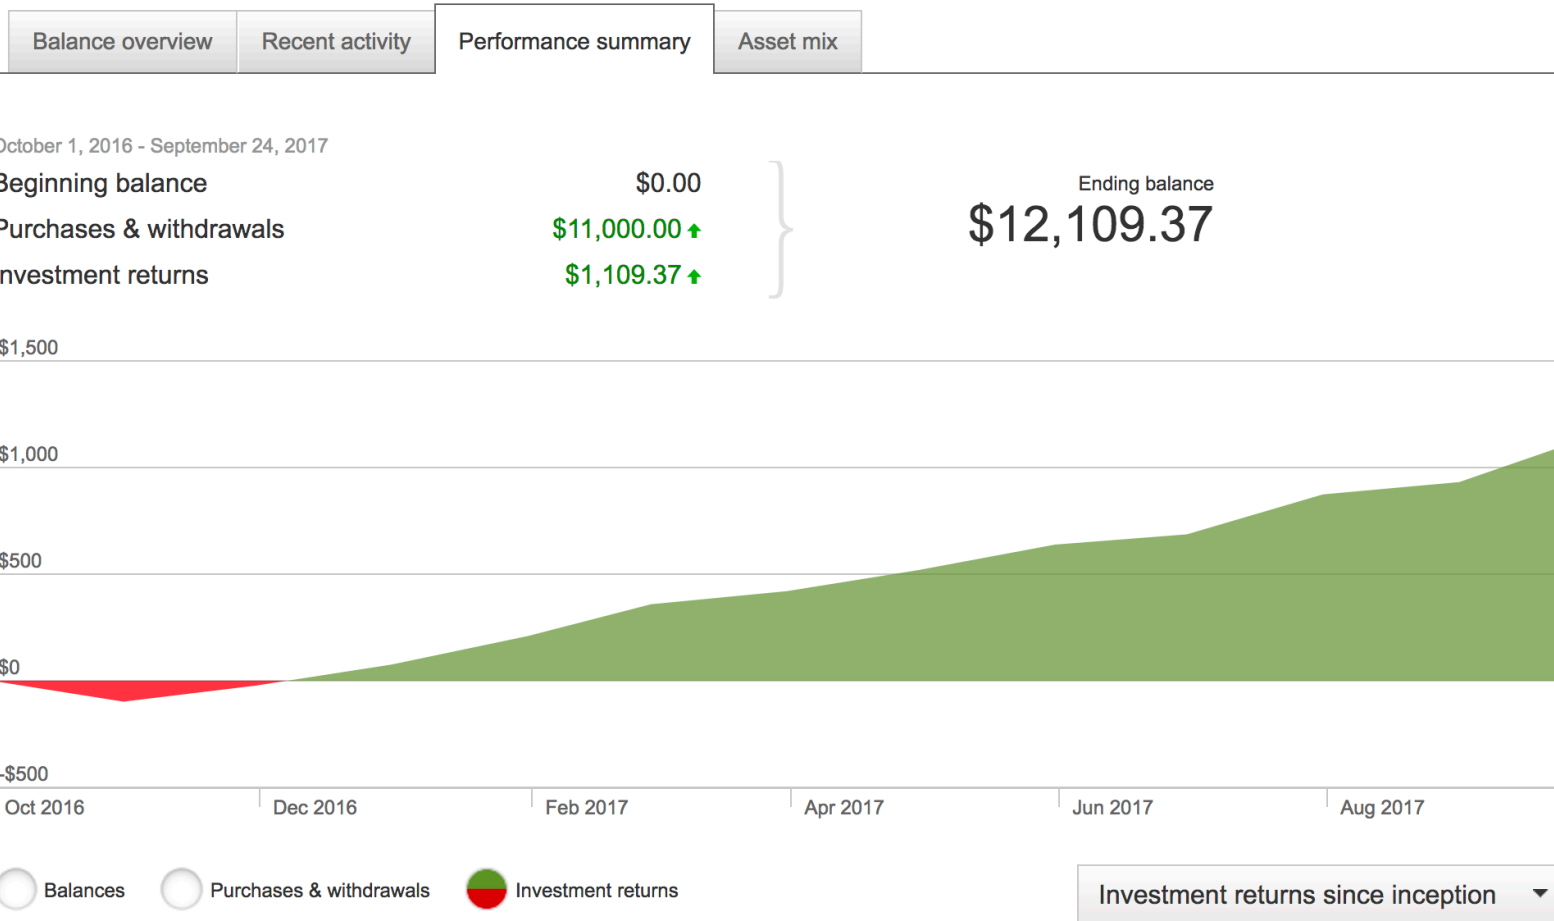 Balance overview Recent activity Performance summary Asset mix
October 1, 2016 - September 24, 2017
Beginning balance $0.00
Purchases & withdrawals $11,000.00
Investment returns $1,109.37
Ending balance
$12,109.37
$1,500
$1,000
$500
$0
-$500
Oct 2016 Dec 2016 Feb 2017 Apr 2017 Jun 2017 Aug 2017
Balances Purchases & withdrawals Investment returns
Investment returns since inception